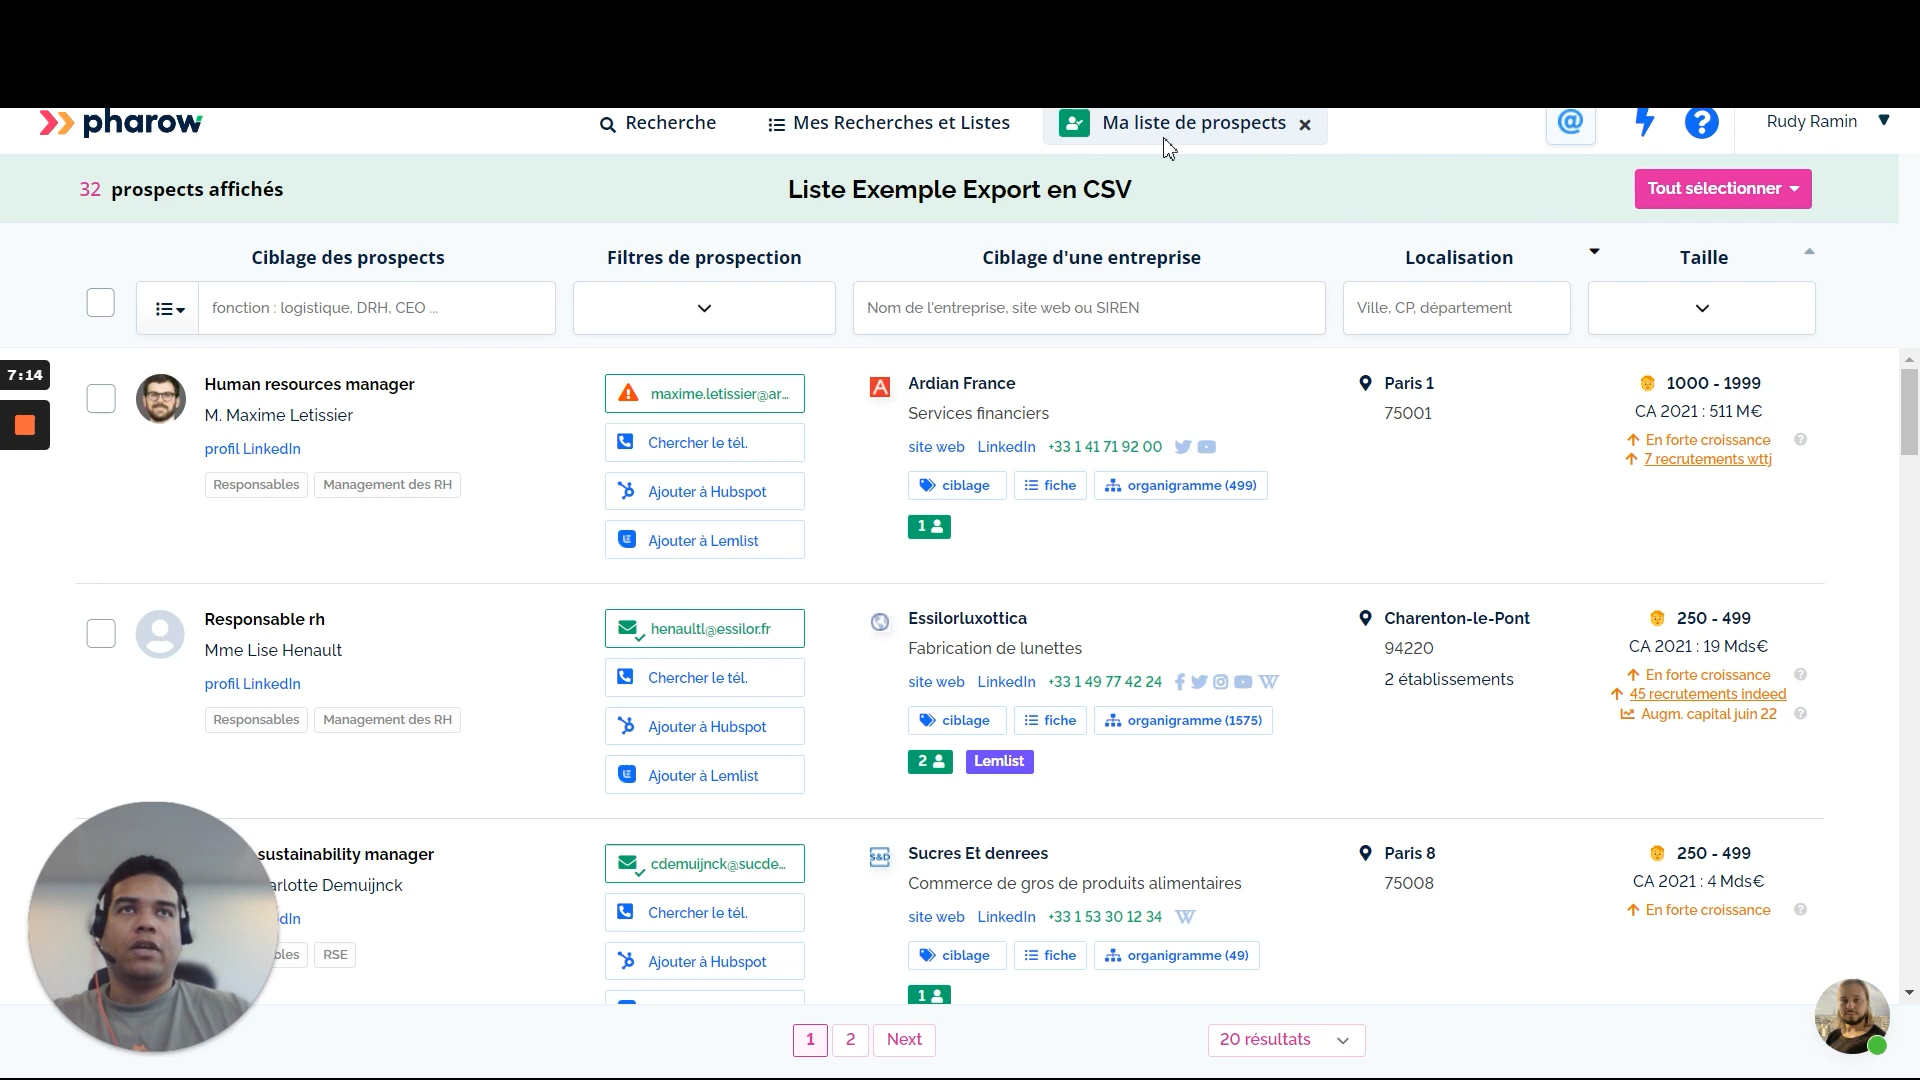 pharow
Recherche
Mes Recherches et Listes
Ma liste de prospects
@
?
Rudy Ramin
32 prospects affichés
Liste Exemple Export en CSV
Tout sélectionner
Ciblage des prospects
Filtres de prospection
Ciblage d'une entreprise
Localisation
Taille
fonction : logistique, DRH, CEO ...
Nom de l'entreprise, site web ou SIREN
Ville, CP, département
7:14
Human resources manager
M. Maxime Letissier
profil LinkedIn
Responsables
Management des RH
maxime.letissier@ar...
Chercher le tél.
Ajouter à Hubspot
Ajouter à Lemlist
A
Ardian France
Services financiers
site web LinkedIn +33 1 41 71 92 00
ciblage
fiche
organigramme (499)
1
Paris 1
75001
1000 - 1999
CA 2021 : 511 M€
En forte croissance
?
7 recrutements wttj
Responsable rh
Mme Lise Henault
profil LinkedIn
Responsables
Management des RH
henaultl@essilor.fr
Chercher le tél.
Ajouter à Hubspot
Ajouter à Lemlist
Essilorluxottica
Fabrication de lunettes
site web LinkedIn +33 1 49 77 42 24
W
ciblage
fiche
organigramme (1575)
2
Lemlist
Charenton-le-Pont
94220
2 établissements
250 - 499
CA 2021 : 19 Mds€
En forte croissance
?
45 recrutements indeed
Augm. capital juin 22
?
sustainability manager
arlotte Demuijnck
edIn
bles
RSE
cdemuijnck@sucde...
Chercher le tél.
Ajouter à Hubspot
S&D
Sucres Et denrees
Commerce de gros de produits alimentaires
site web LinkedIn +33 1 53 30 12 34
W
ciblage
fiche
organigramme (49)
1
Paris 8
75008
250 - 499
CA 2021 : 4 Mds€
En forte croissance
?
1
2
Next
20 résultats